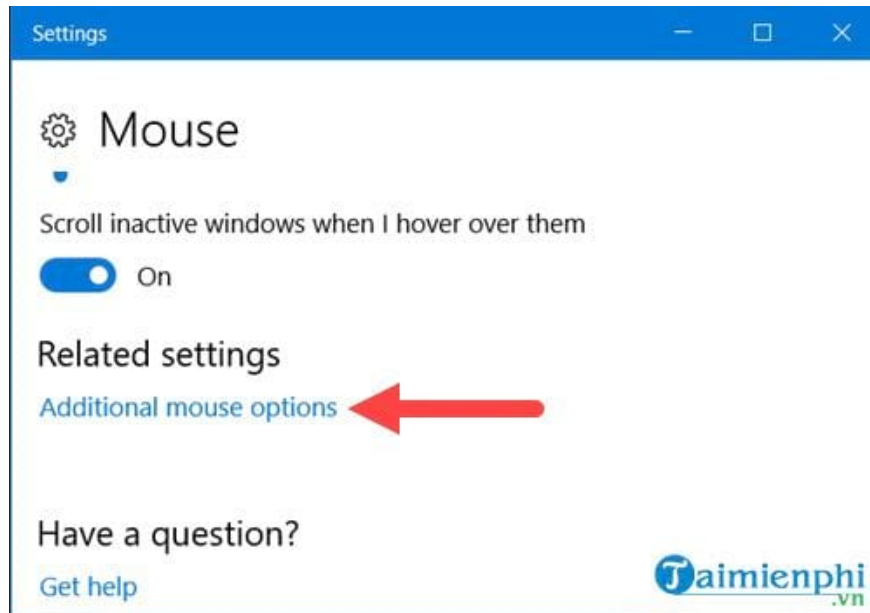 Settings
Mouse
Scroll inactive windows when I hover over them
On
Related settings
Additional mouse options
Have a question?
Get help
Taimienphi
.vn